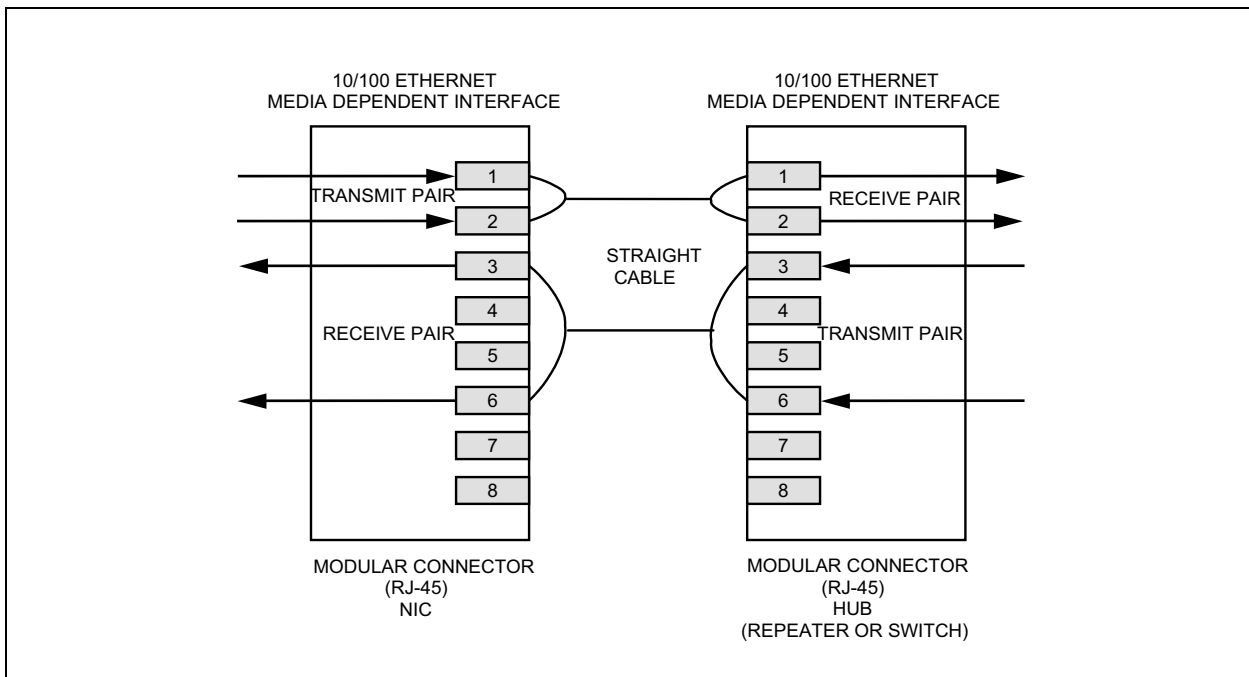 10/100 ETHERNET
MEDIA DEPENDENT INTERFACE
1
2
3
4
5
6
7
8
TRANSMIT PAIR
RECEIVE PAIR
MODULAR CONNECTOR
(RJ-45)
NIC
STRAIGHT
CABLE
10/100 ETHERNET
MEDIA DEPENDENT INTERFACE
1
2
3
4
5
6
7
8
RECEIVE PAIR
TRANSMIT PAIR
MODULAR CONNECTOR
(RJ-45)
HUB
(REPEATER OR SWITCH)